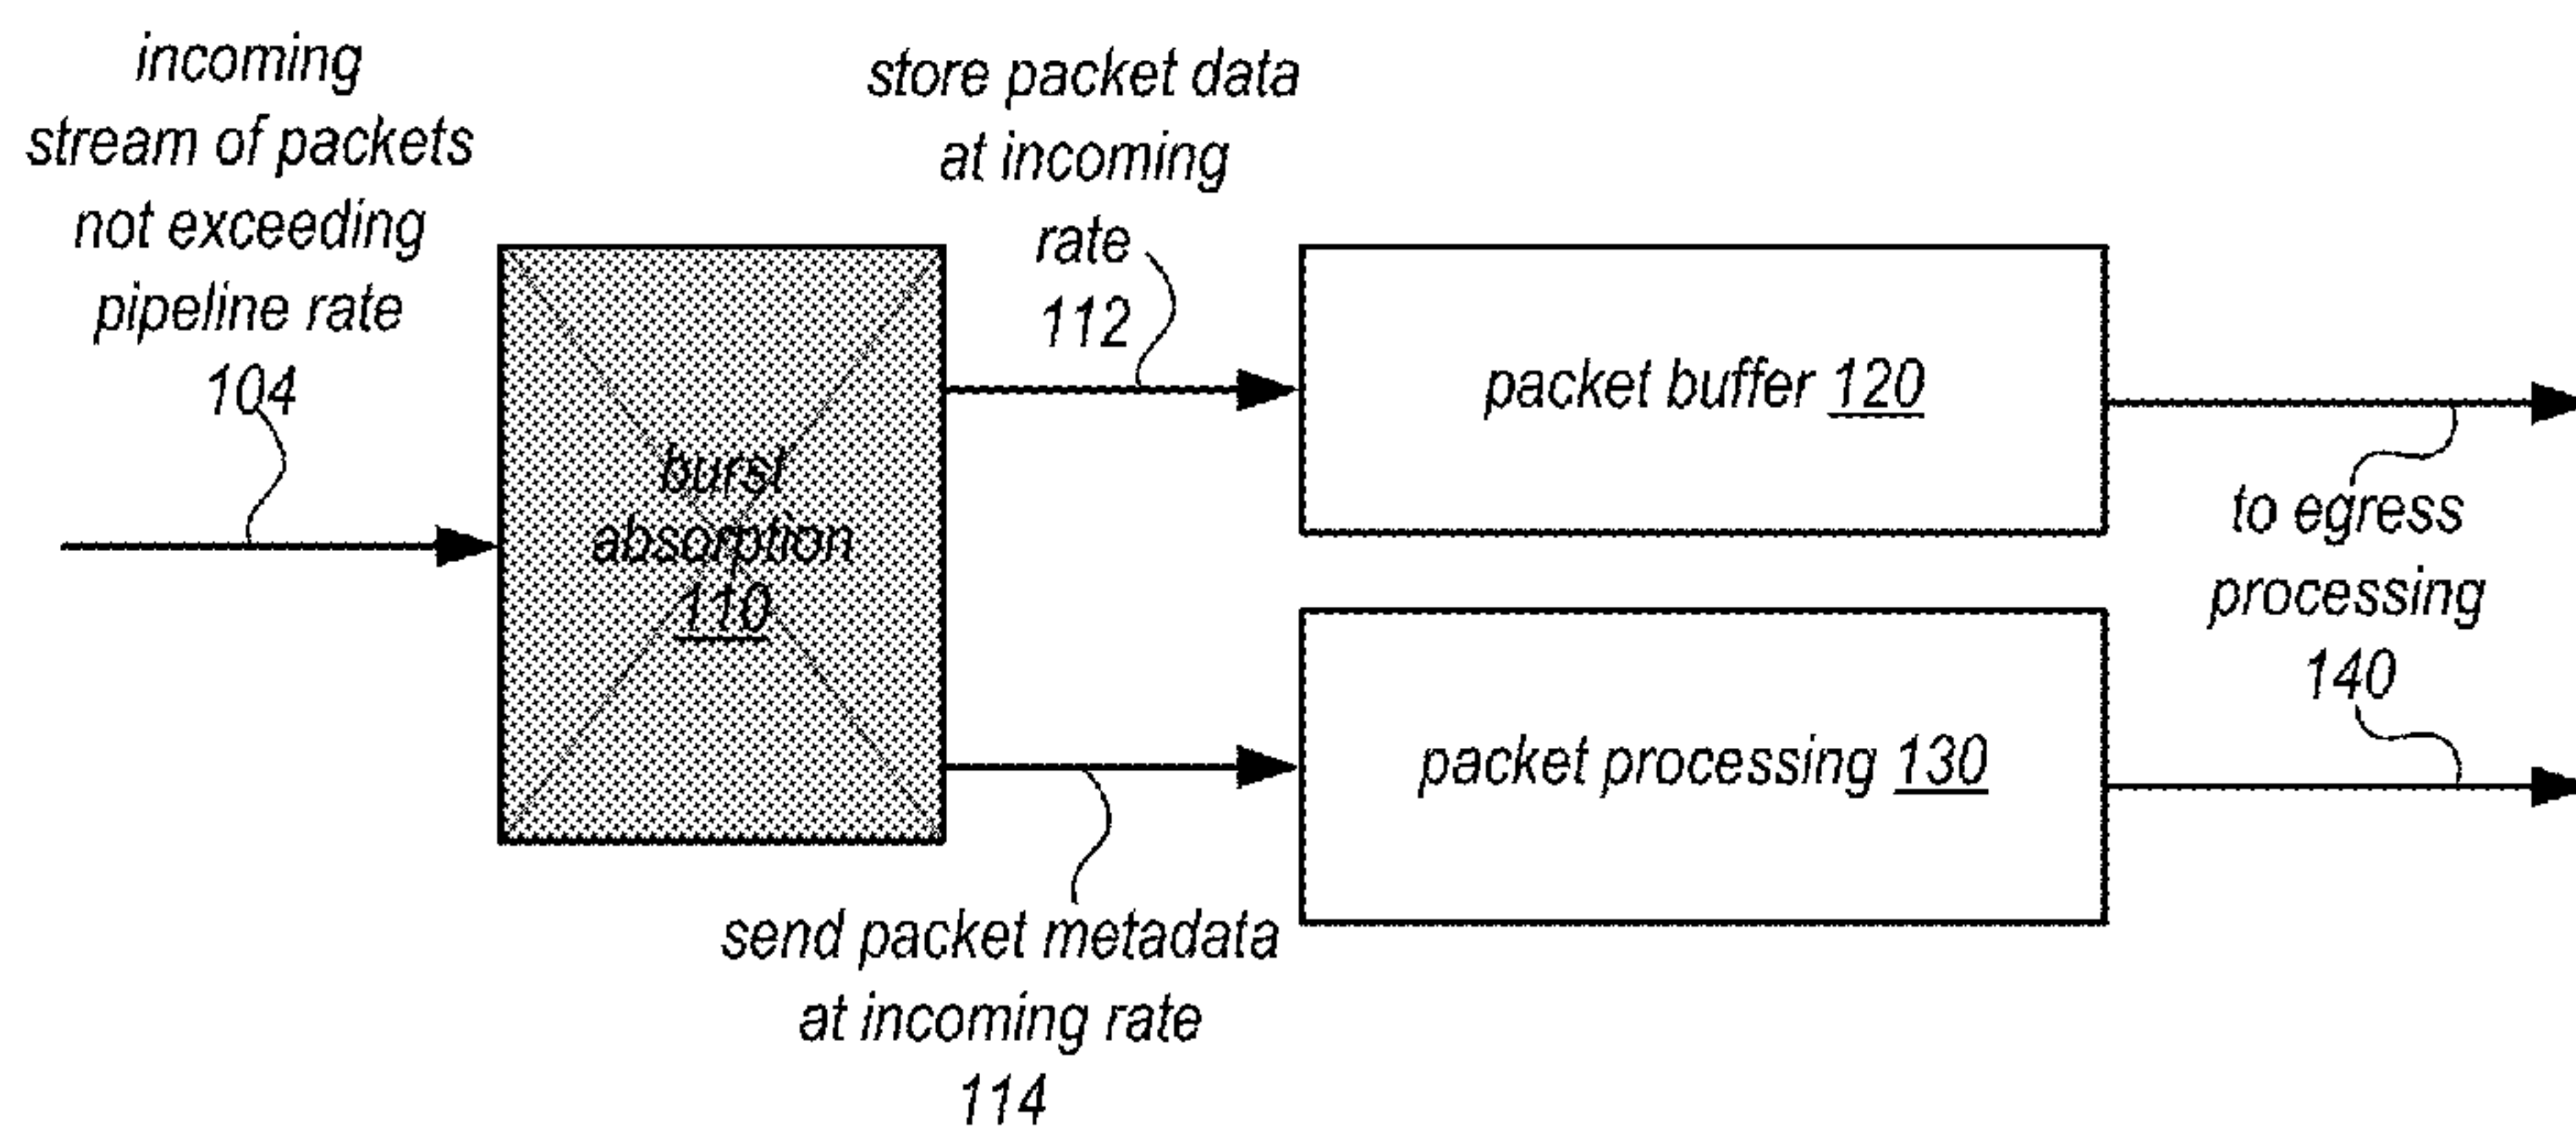 incoming
stream of packets
not exceeding
pipeline rate
104
store packet data
at incoming
rate
112
burst
absorption
110
packet buffer 120
to egress
processing
140
packet processing 130
send packet metadata
at incoming rate
114